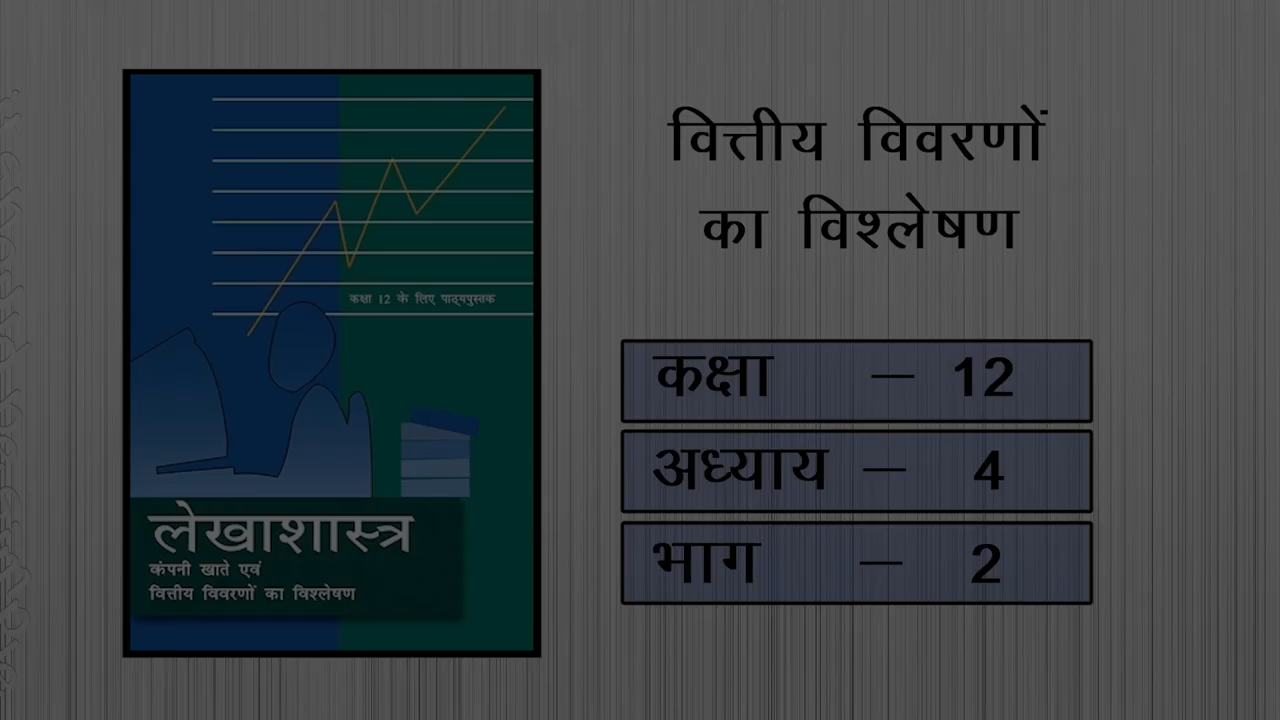 वित्तीय विवरणों
का विश्लेषण
कक्षा 12 के लिए पाठ्यपुस्तक
कक्षा – 12
अध्याय – 4
भाग – 2
लेखाशास्त्र
कंपनी खाते एवं
वित्तीय विवरणों का विश्लेषण